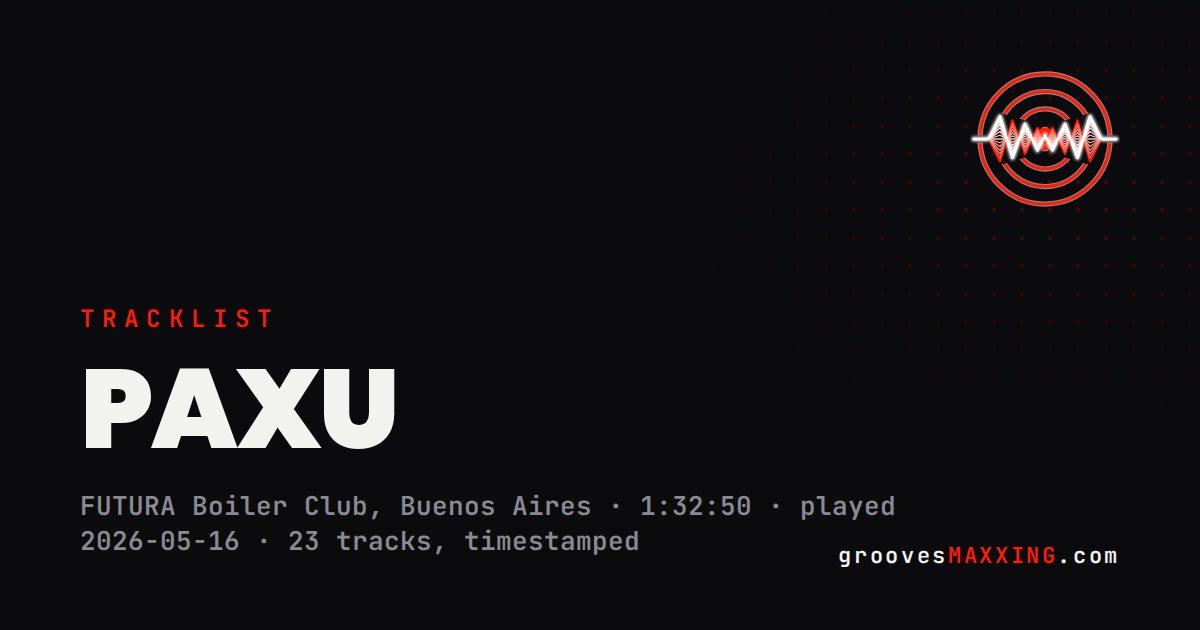 TRACKLIST
PAXU
FUTURA Boiler Club, Buenos Aires · 1:32:50 · played
2026-05-16 · 23 tracks, timestamped
groovesMAXXING.com